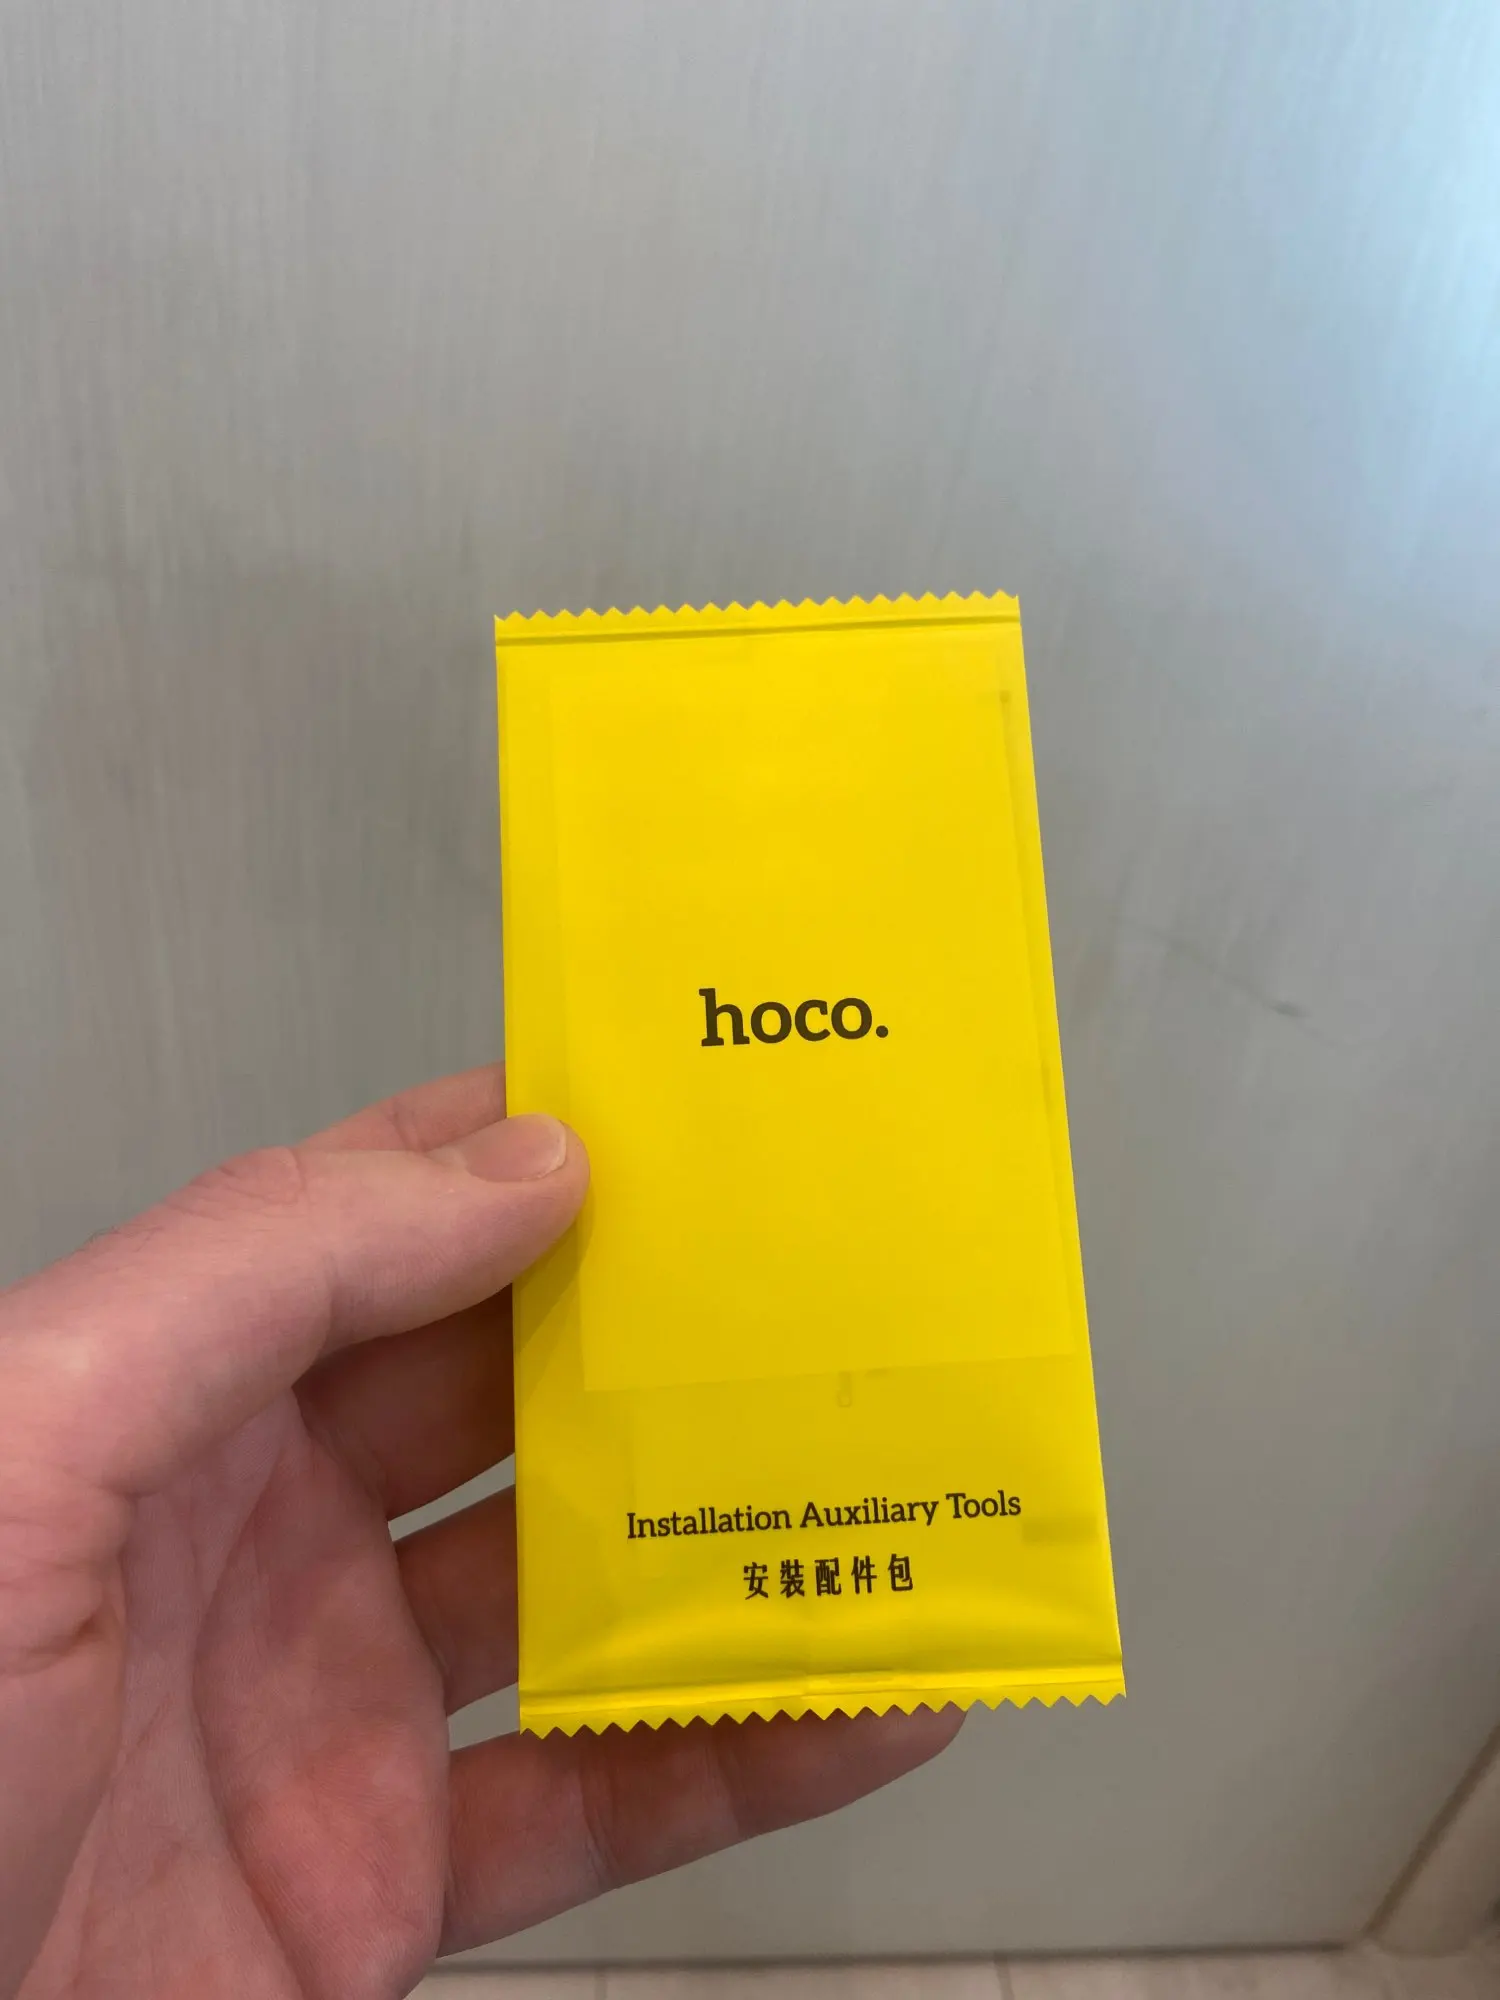 hoco.
Installation Auxiliary Tools
安裝配件包